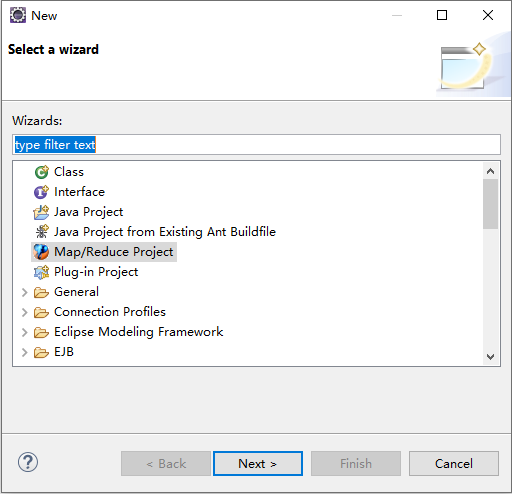 New
Select a wizard
Wizards:
type filter text
Class
Interface
Java Project
Java Project from Existing Ant Buildfile
Map/Reduce Project
Plug-in Project
General
Connection Profiles
Eclipse Modeling Framework
EJB
?
< Back
Next >
Finish
Cancel